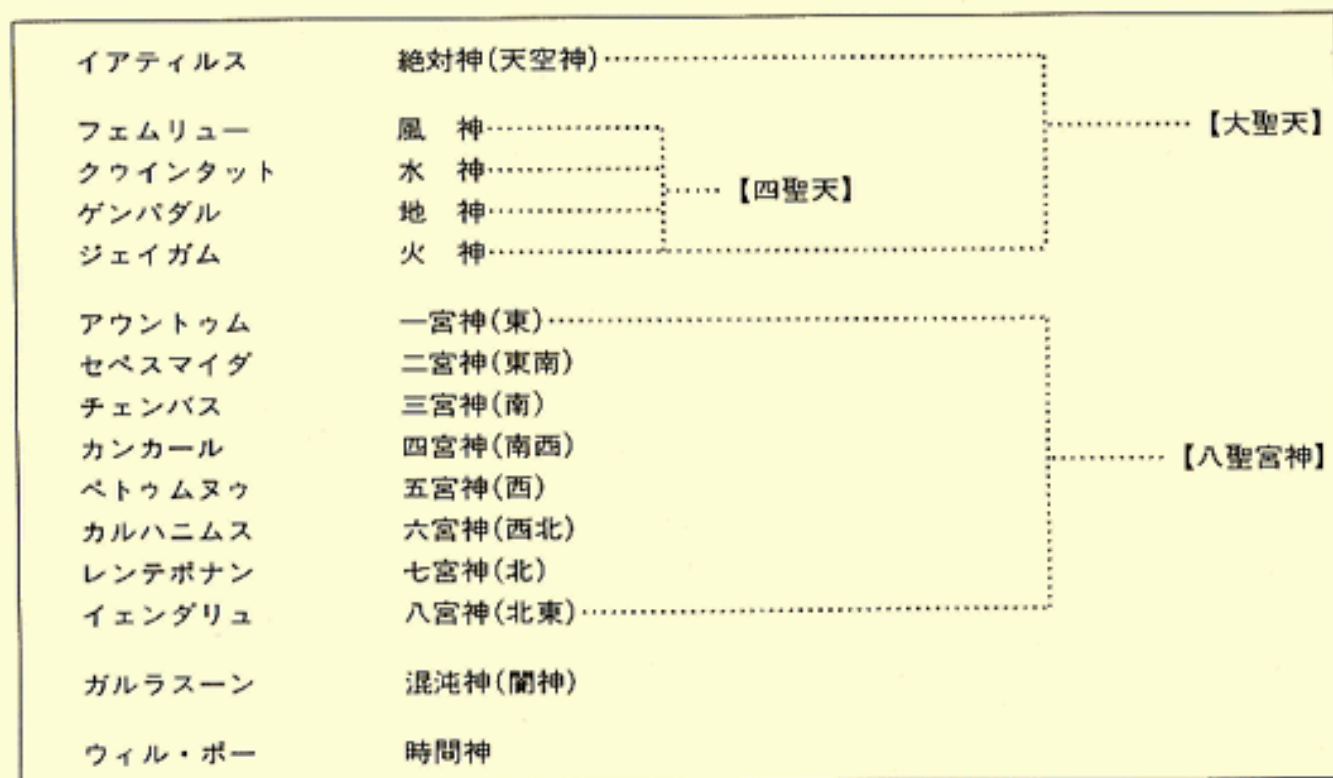 イアティルス 絶対神(天空神) 【大聖天】
フェムリュー 風 神
クゥインタット 水 神 【四聖天】
ゲンパダル 地 神
ジェイガム 火 神
アウントゥム 一宮神(東)
セペスマイダ 二宮神(東南)
チェンバス 三宮神(南)
カンカール 四宮神(南西) 【八聖宮神】
ペトゥムヌゥ 五宮神(西)
カルハニムス 六宮神(西北)
レンテポナン 七宮神(北)
イェンダリュ 八宮神(北東)
ガルラスーン 混沌神(闇神)
ウィル・ポー 時間神